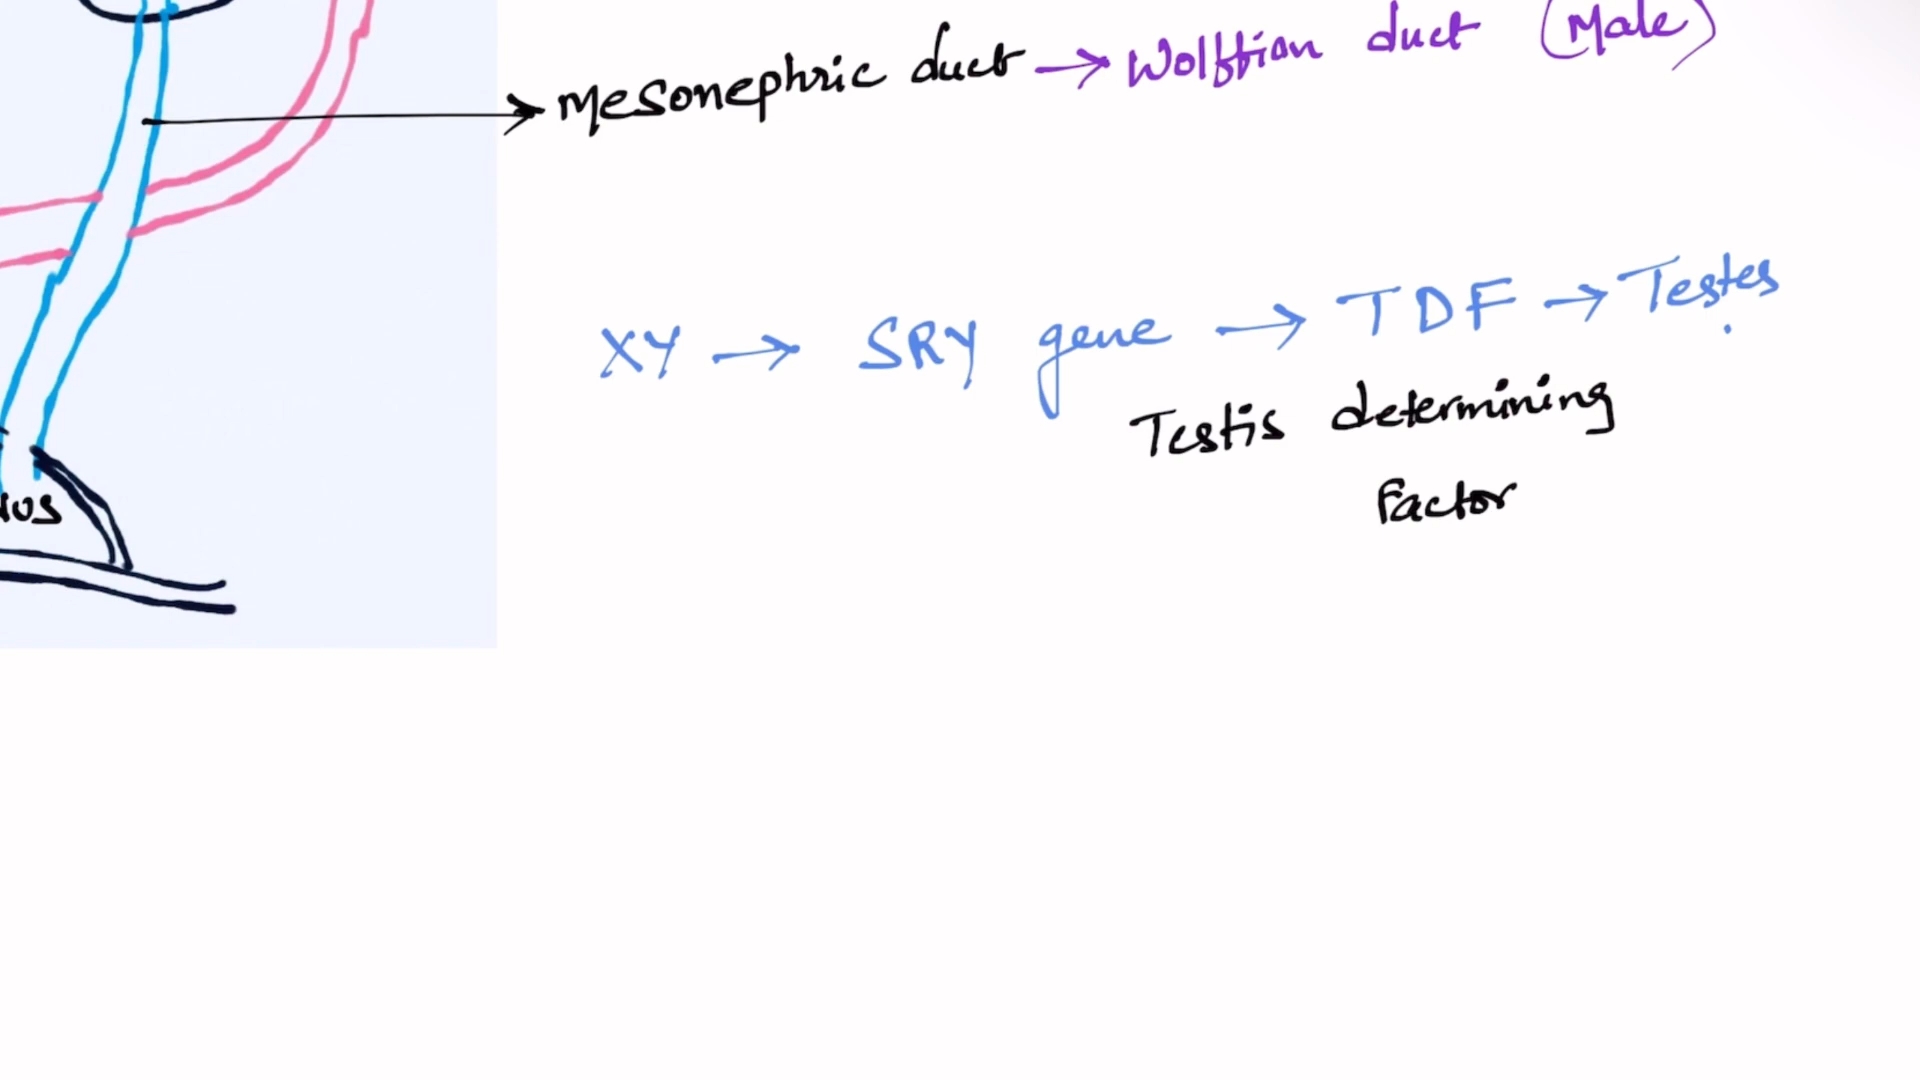 mesonephric duct → Wolffian duct (Male)
XY → SRY gene → TDF → Testes
Testis determining
Factor